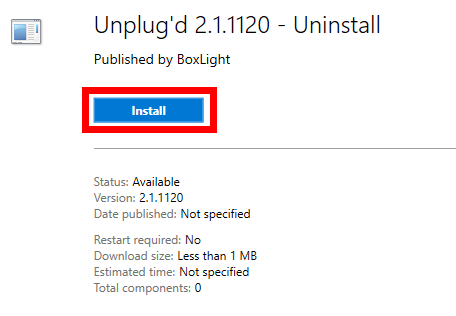 Unplug'd 2.1.1120 - Uninstall
Published by BoxLight
Install
Status: Available
Version: 2.1.1120
Date published: Not specified
Restart required: No
Download size: Less than 1 MB
Estimated time: Not specified
Total components: 0